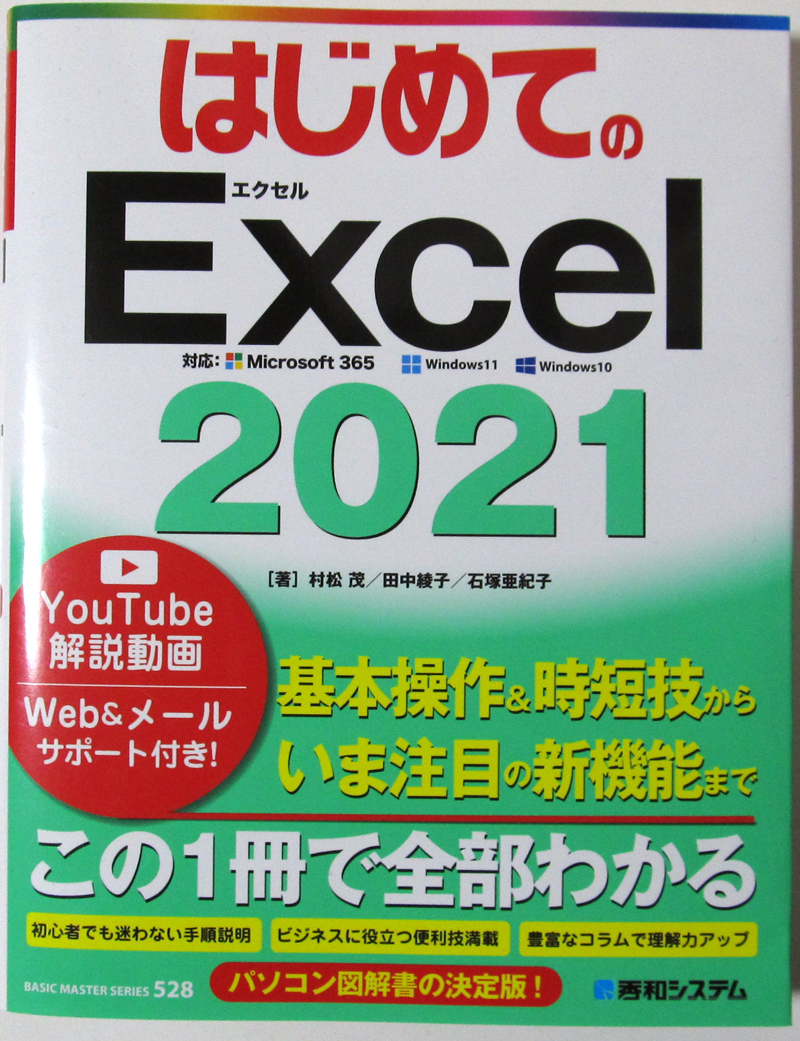 はじめての
エクセル
Excel
対応: Microsoft 365 Windows11 Windows10
2021
[著] 村松 茂／田中綾子／石塚亜紀子
YouTube
解説動画
Web&メール
サポート付き!
基本操作&時短技から
いま注目の新機能まで
この1冊で全部わかる
初心者でも迷わない手順説明 ビジネスに役立つ便利技満載 豊富なコラムで理解力アップ
BASIC MASTER SERIES 528 パソコン図解書の決定版! 秀和システム